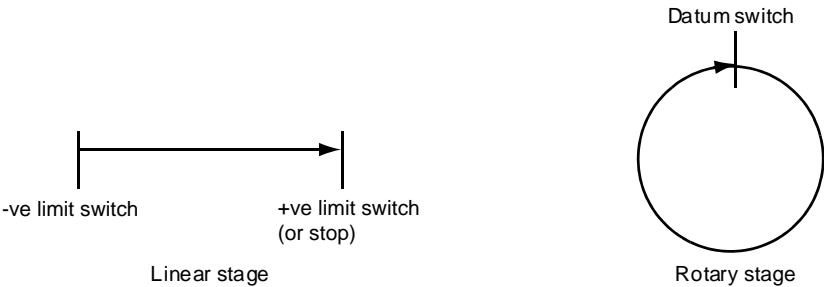 Datum switch
-ve limit switch
+ve limit switch
(or stop)
Linear stage
Rotary stage